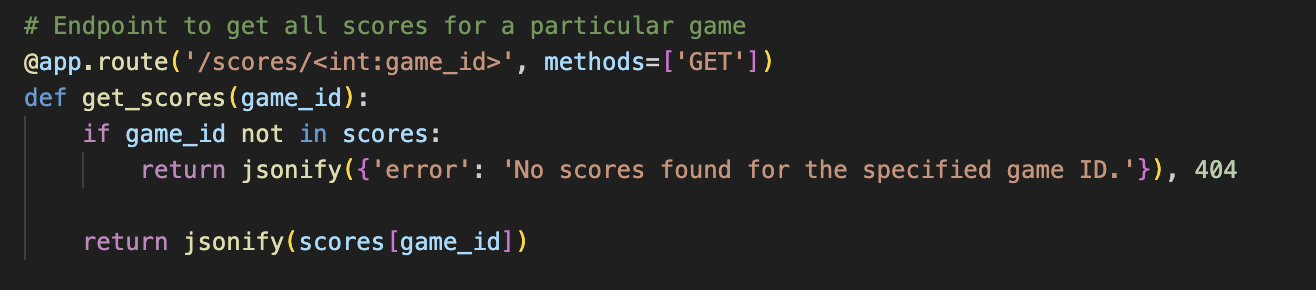 # Endpoint to get all scores for a particular game
@app.route('/scores/<int:game_id>', methods=['GET'])
def get_scores(game_id):
    if game_id not in scores:
        return jsonify({'error': 'No scores found for the specified game ID.'}), 404

    return jsonify(scores[game_id])